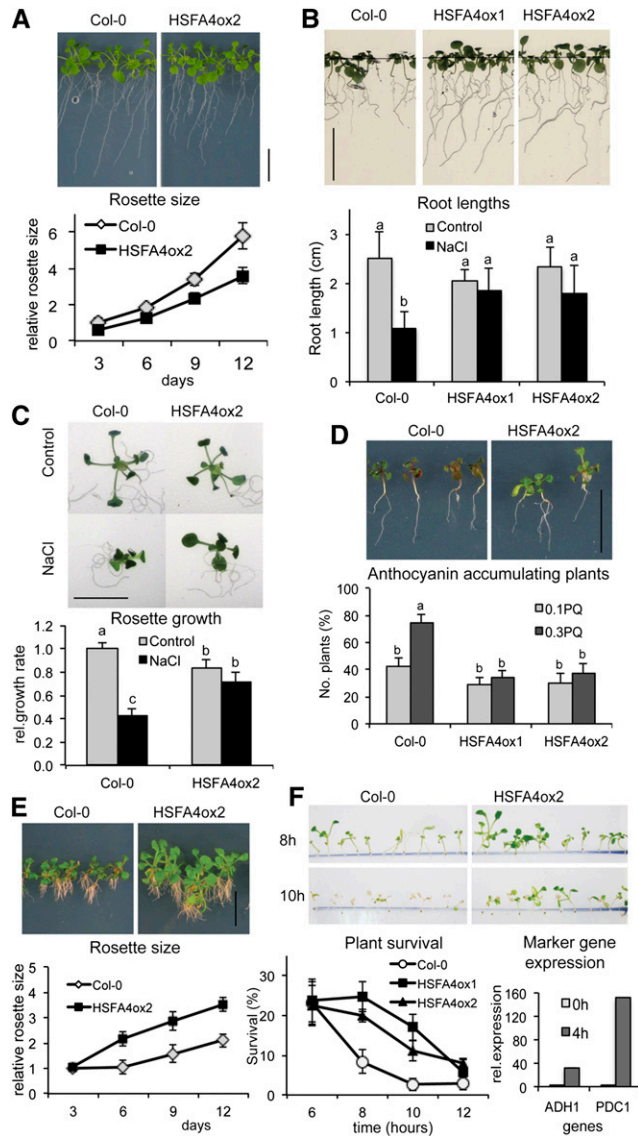 A
Col-0 HSFA4ox2
Rosette size
relative rosette size
6
4
2
0
Col-0
HSFA4ox2
3 6 9 12
days
B
Col-0 HSFA4ox1 HSFA4ox2
Root lengths
Root length (cm)
3
2
1
0
a
b
a
a
a
a
Control
NaCl
Col-0 HSFA4ox1 HSFA4ox2
C
Col-0 HSFA4ox2
Control
NaCl
Rosette growth
rel.growth rate
1.2
1.0
0.8
0.6
0.4
0.2
0.0
a
c
b
b
Control
NaCl
Col-0 HSFA4ox2
D
Col-0 HSFA4ox2
Anthocyanin accumulating plants
No. plants (%)
100
80
60
40
20
0
b
a
b
b
b
b
0.1PQ
0.3PQ
Col-0 HSFA4ox1 HSFA4ox2
E
Col-0 HSFA4ox2
Rosette size
relative rosette size
5
4
3
2
1
0
Col-0
HSFA4ox2
3 6 9 12
days
F
Col-0 HSFA4ox2
8h
10h
Plant survival
Survival (%)
30
20
10
0
Col-0
HSFA4ox1
HSFA4ox2
6 8 10 12
time (hours)
Marker gene
expression
rel.expression
160
120
80
40
0
0h
4h
ADH1 PDC1
genes